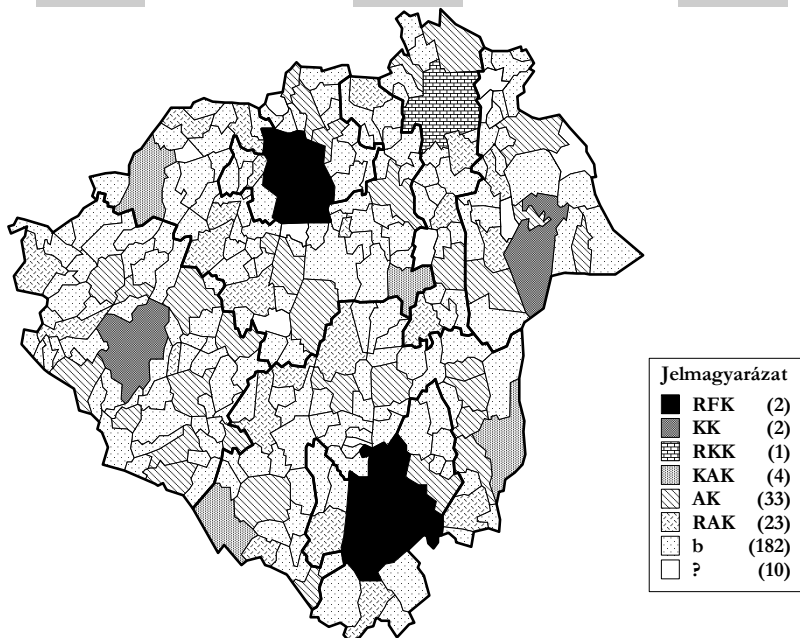 Jelmagyarázat
RFK (2)
KK (2)
RKK (1)
KAK (4)
AK (33)
RAK (23)
b (182)
? (10)